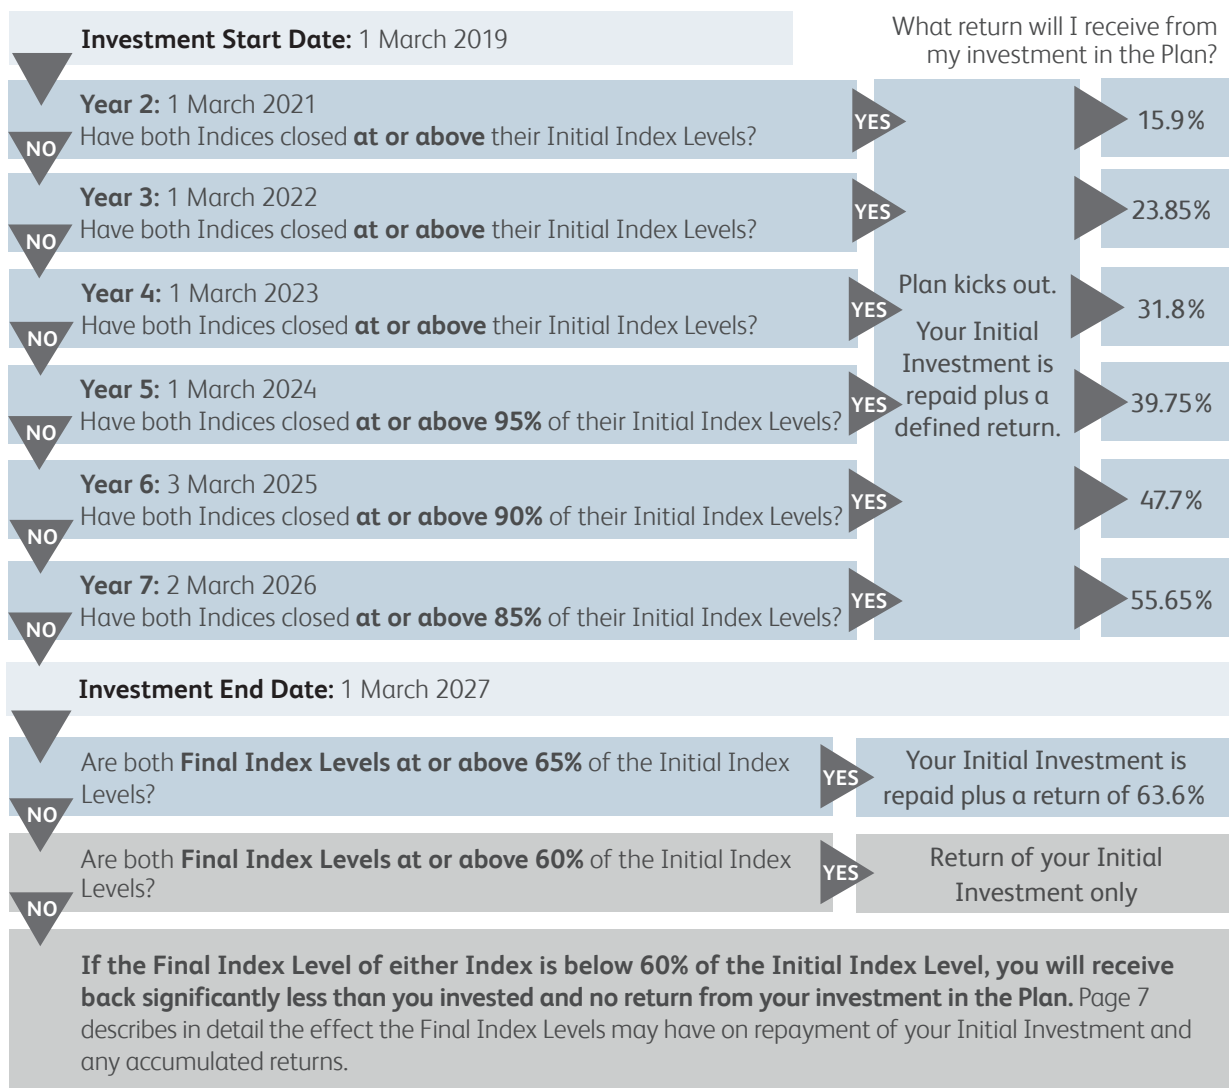 Investment Start Date: 1 March 2019
What return will I receive from
my investment in the Plan?
Year 2: 1 March 2021
Have both Indices closed at or above their Initial Index Levels?
YES
15.9%
NO
Year 3: 1 March 2022
Have both Indices closed at or above their Initial Index Levels?
YES
23.85%
NO
Year 4: 1 March 2023
Have both Indices closed at or above their Initial Index Levels?
YES
Plan kicks out.
Your Initial
Investment is
repaid plus a
defined return.
31.8%
NO
Year 5: 1 March 2024
Have both Indices closed at or above 95% of their Initial Index Levels?
YES
39.75%
NO
Year 6: 3 March 2025
Have both Indices closed at or above 90% of their Initial Index Levels?
YES
47.7%
NO
Year 7: 2 March 2026
Have both Indices closed at or above 85% of their Initial Index Levels?
YES
55.65%
NO
Investment End Date: 1 March 2027
Are both Final Index Levels at or above 65% of the Initial Index
Levels?
YES
Your Initial Investment is
repaid plus a return of 63.6%
NO
Are both Final Index Levels at or above 60% of the Initial Index
Levels?
YES
Return of your Initial
Investment only
NO
If the Final Index Level of either Index is below 60% of the Initial Index Level, you will receive
back significantly less than you invested and no return from your investment in the Plan. Page 7
describes in detail the effect the Final Index Levels may have on repayment of your Initial Investment and
any accumulated returns.